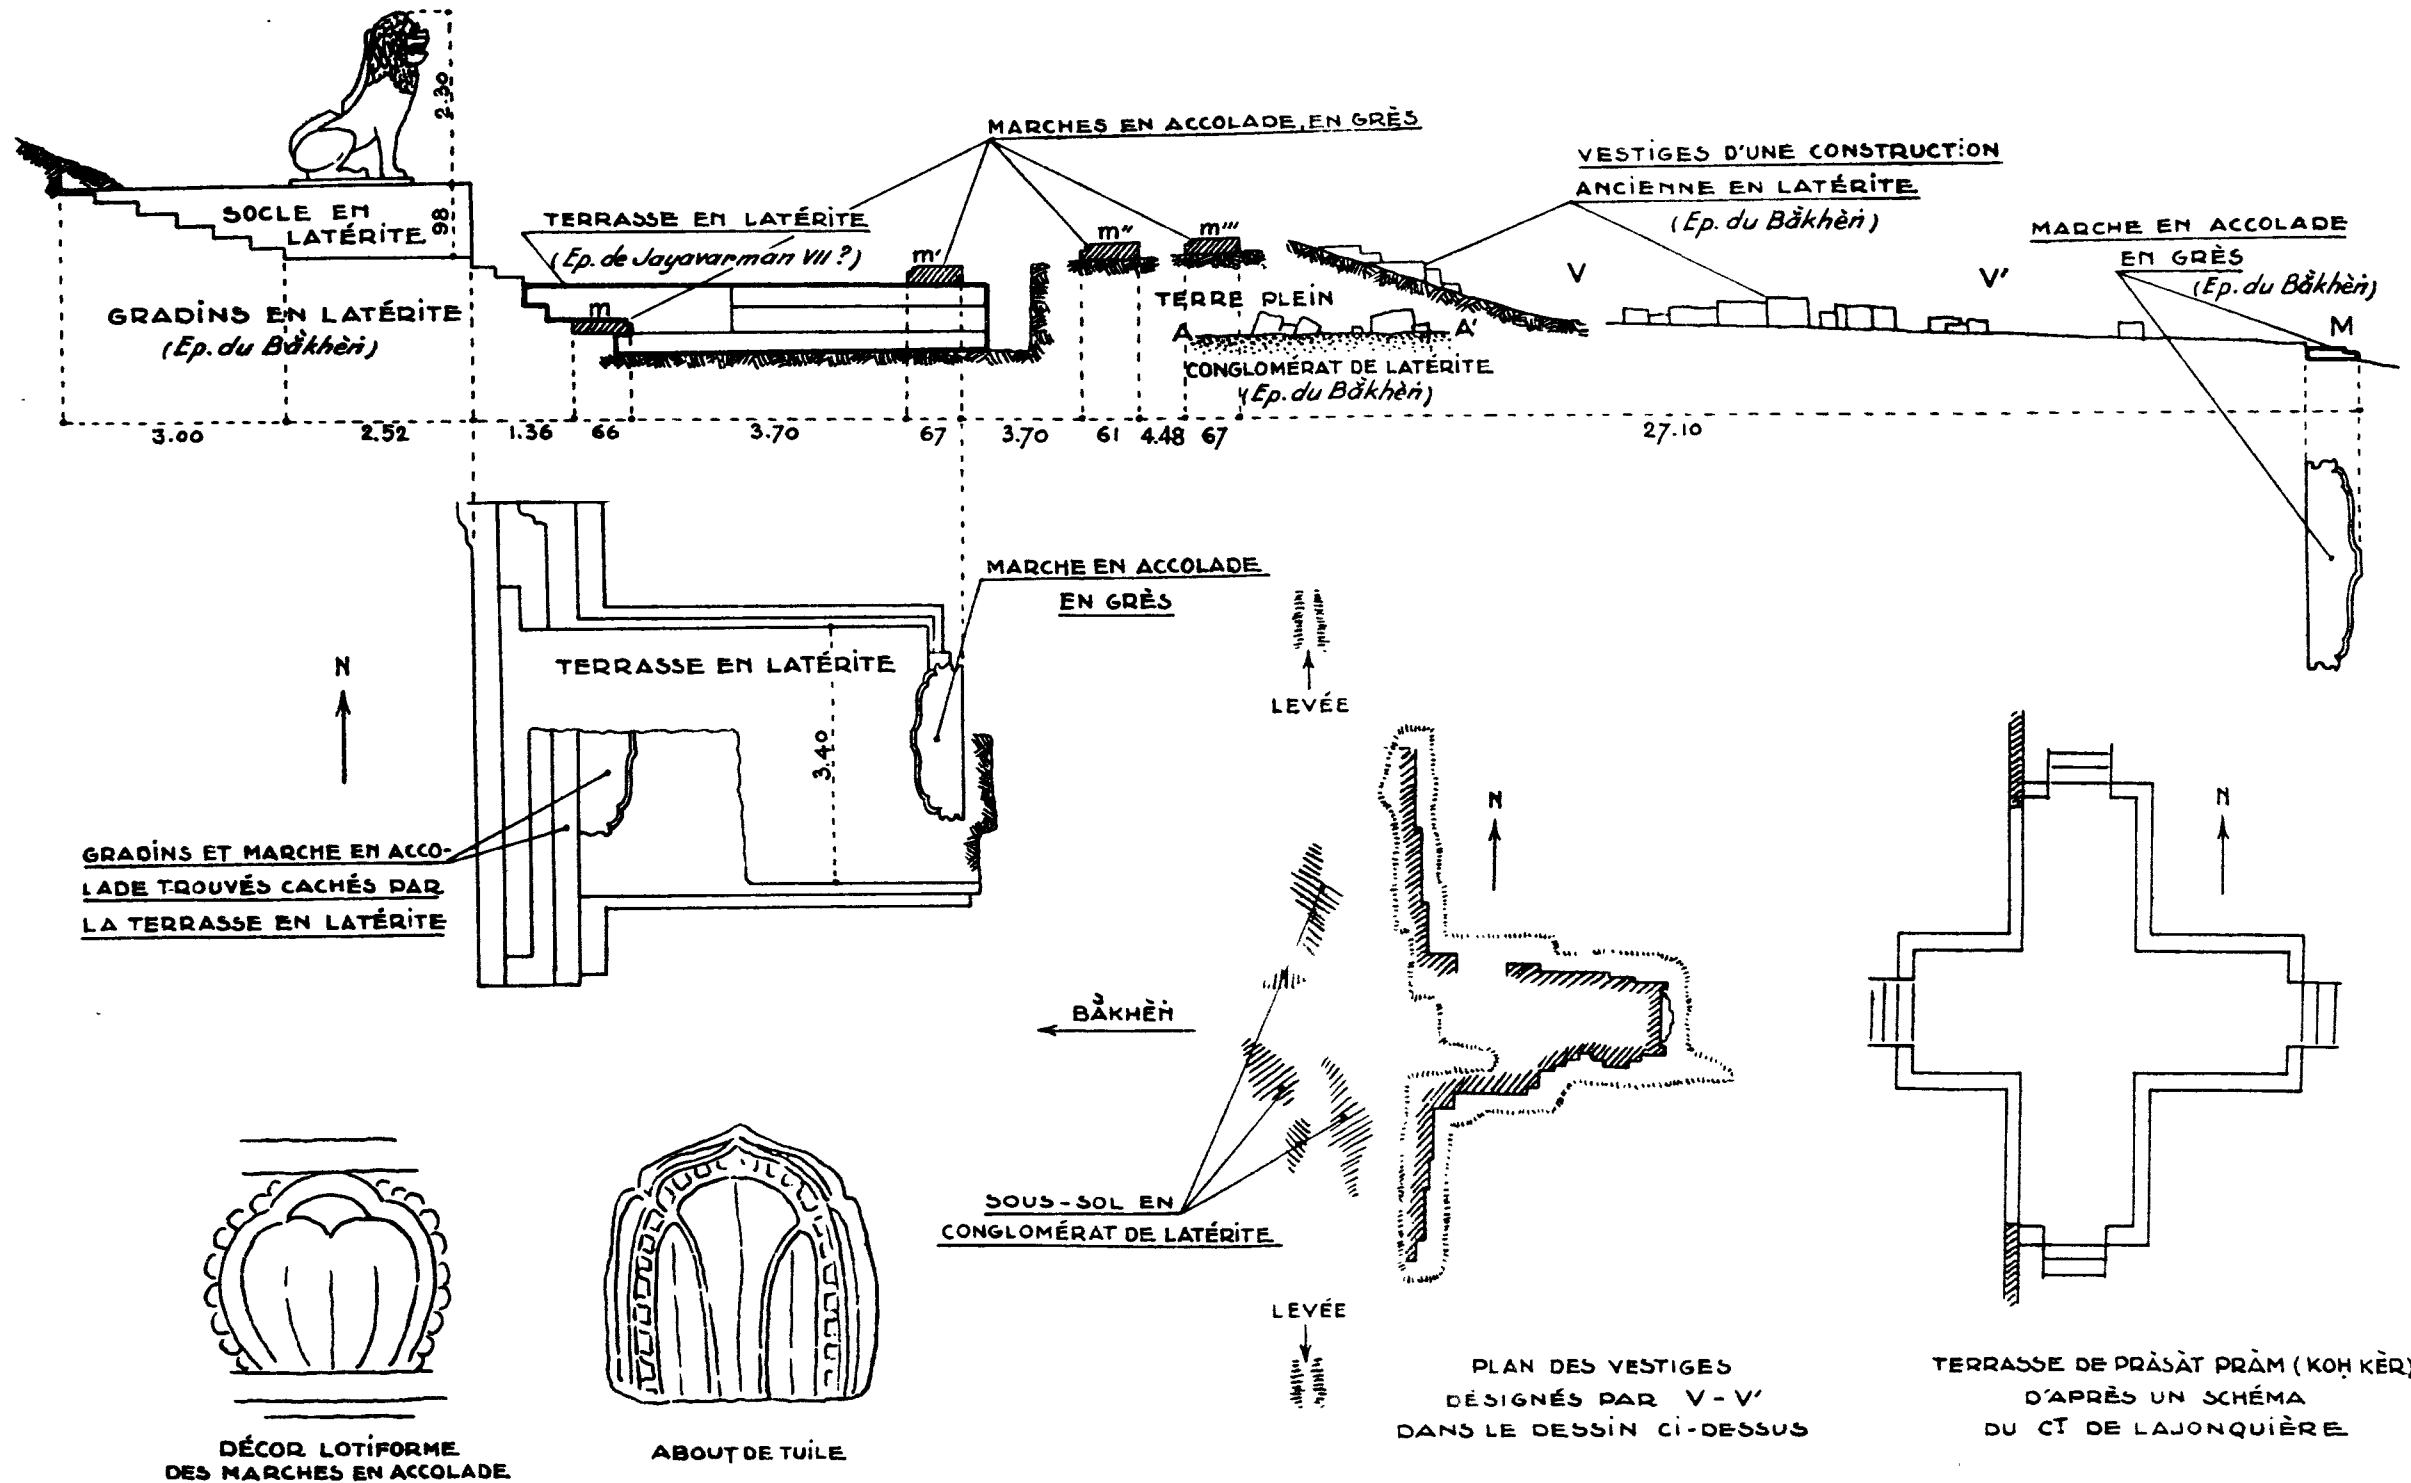 2.30
98
MARCHES EN ACCOLADE, EN GRÈS
VESTIGES D'UNE CONSTRUCTION
ANCIENNE EN LATÉRITE
(Ep. du Bằkhèṅ)
MARCHE EN ACCOLADE
EN GRÈS
(Ep. du Bằkhèṅ)
SOCLE EN
LATÉRITE
TERRASSE EN LATÉRITE
(Ep. de Jayavarman VII ?)
GRADINS EN LATÉRITE
(Ep. du Bằkhèṅ)
m
m'
m''
m'''
TERRE PLEIN
A
A'
V
V'
M
CONGLOMÉRAT DE LATÉRITE
(Ep. du Bằkhèṅ)
3.00 2.52 1.36 66 3.70 67 3.70 61 4.48 67 27.10
MARCHE EN ACCOLADE
EN GRÈS
TERRASSE EN LATÉRITE
3.40
N
GRADINS ET MARCHE EN ACCO-
LADE TROUVÉS CACHÉS PAR
LA TERRASSE EN LATÉRITE
LEVÉE
N
BẰKHÈṄ
SOUS-SOL EN
CONGLOMÉRAT DE LATÉRITE
LEVÉE
N
DÉCOR LOTIFORME
DES MARCHES EN ACCOLADE
ABOUT DE TUILE
PLAN DES VESTIGES
DÉSIGNÉS PAR V-V'
DANS LE DESSIN CI-DESSUS
TERRASSE DE PRÀSÀT PRÀM (KOḤ KÈR)
D'APRÈS UN SCHÉMA
DU CT DE LAJONQUIÈRE